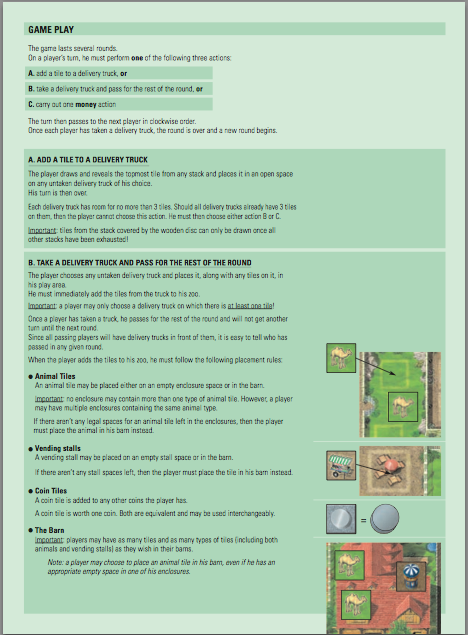 GAME PLAY
The game lasts several rounds.
On a player's turn, he must perform one of the following three actions:
A. add a tile to a delivery truck, or
B. take a delivery truck and pass for the rest of the round, or
C. carry out one money action
The turn then passes to the next player in clockwise order.
Once each player has taken a delivery truck, the round is over and a new round begins.
A. ADD A TILE TO A DELIVERY TRUCK
The player draws and reveals the topmost tile from any stack and places it in an open space
on any untaken delivery truck of his choice.
His turn is then over.
Each delivery truck has room for no more than 3 tiles. Should all delivery trucks already have 3 tiles
on them, then the player cannot choose this action. He must then choose either action B or C.
Important: tiles from the stack covered by the wooden disc can only be drawn once all
other stacks have been exhausted!
B. TAKE A DELIVERY TRUCK AND PASS FOR THE REST OF THE ROUND
The player chooses any untaken delivery truck and places it, along with any tiles on it, in
his play area.
He must immediately add the tiles from the truck to his zoo.
Important: a player may only choose a delivery truck on which there is at least one tile!
Once a player has taken a truck, he passes for the rest of the round and will not get another
turn until the next round.
Since all passing players will have delivery trucks in front of them, it is easy to tell who has
passed in any given round.
When the player adds the tiles to his zoo, he must follow the following placement rules:
● Animal Tiles
An animal tile may be placed either on an empty enclosure space or in the barn.
Important: no enclosure may contain more than one type of animal tile. However, a player
may have multiple enclosures containing the same animal type.
If there aren't any legal spaces for an animal tile left in the enclosures, then the player
must place the animal in his barn instead.
● Vending stalls
A vending stall may be placed on an empty stall space or in the barn.
If there aren't any stall spaces left, then the player must place the tile in his barn instead.
● Coin Tiles
A coin tile is added to any other coins the player has.
A coin tile is worth one coin. Both are equivalent and may be used interchangeably.
=
● The Barn
Important: players may have as many tiles and as many types of tiles (including both
animals and vending stalls) as they wish in their barns.
Note: a player may choose to place an animal tile in his barn, even if he has an
appropriate empty space in one of his enclosures.